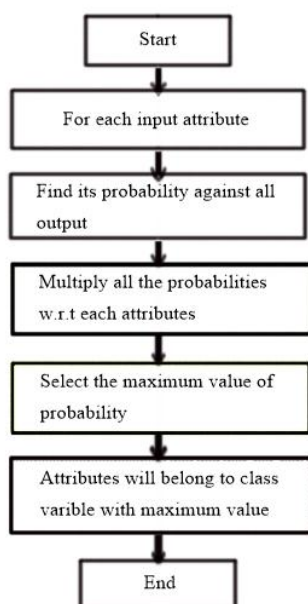 Start
For each input attribute
Find its probability against all
output
Multiply all the probabilities
w.r.t each attributes
Select the maximum value of
probability
Attributes will belong to class
varible with maximum value
End